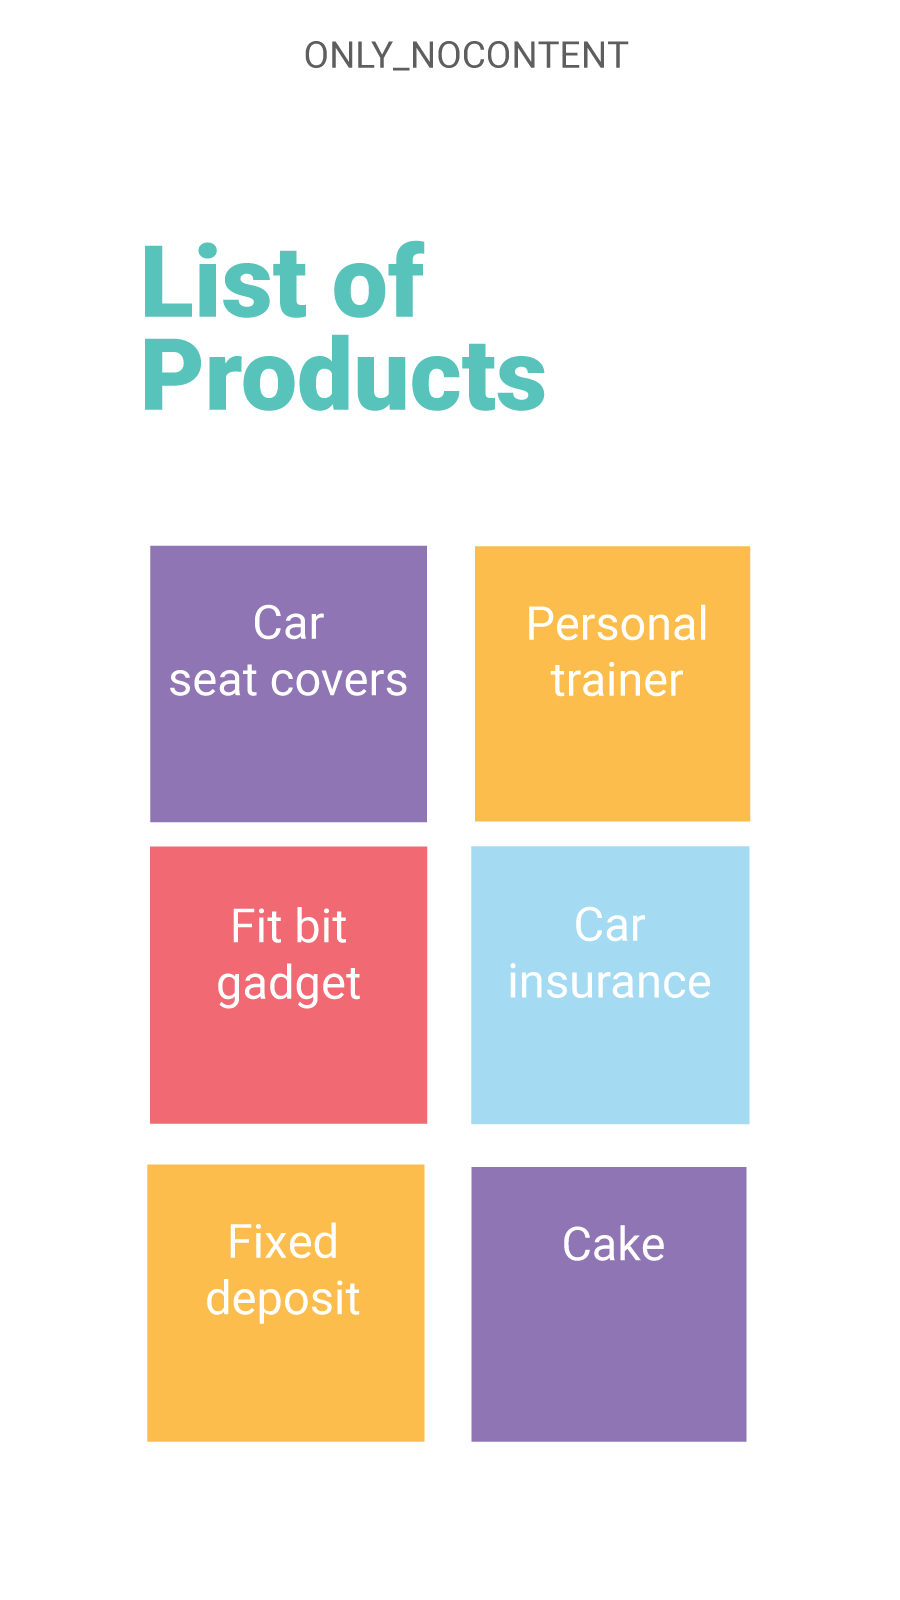 ONLY_NOCONTENT
List of
Products
Car
seat covers
Personal
trainer
Fit bit
gadget
Car
insurance
Fixed
deposit
Cake